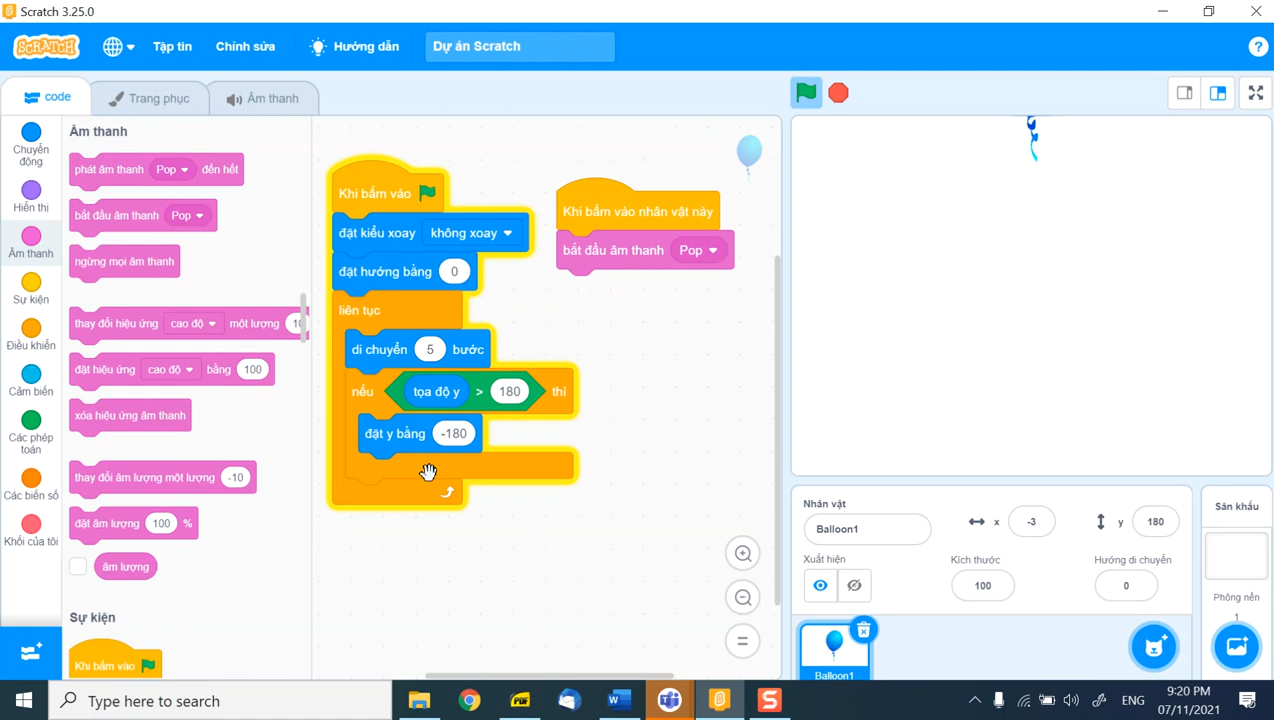 Scratch 3.25.0
SCRATCH
Tập tin
Chỉnh sửa
Hướng dẫn
Dự án Scratch
?
code
Trang phục
Âm thanh
Chuyển động
Hiển thị
Âm thanh
Sự kiện
Điều khiển
Cảm biến
Các phép toán
Các biến số
Khối của tôi
Âm thanh
phát âm thanh Pop đến hết
bắt đầu âm thanh Pop
ngừng mọi âm thanh
thay đổi hiệu ứng cao độ một lượng 10
đặt hiệu ứng cao độ bằng 100
xóa hiệu ứng âm thanh
thay đổi âm lượng một lượng -10
đặt âm lượng 100 %
âm lượng
Sự kiện
Khi bấm vào
Khi bấm vào
đặt kiểu xoay không xoay
đặt hướng bằng 0
liên tục
di chuyển 5 bước
nếu tọa độ y > 180 thì
đặt y bằng -180
Khi bấm vào nhân vật này
bắt đầu âm thanh Pop
Nhân vật
Balloon1
x -3
y 180
Xuất hiện
Kích thước
100
Hướng di chuyển
0
Balloon1
Sân khấu
Phông nền
1
Type here to search
ENG
9:20 PM
07/11/2021